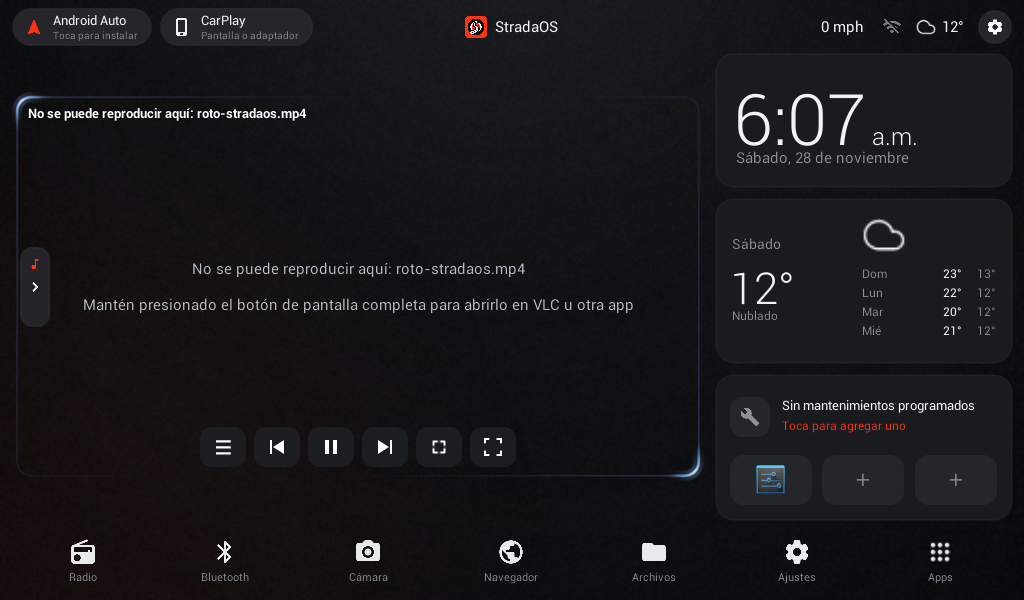 Android Auto
Toca para instalar
CarPlay
Pantalla o adaptador
StradaOS
0 mph
12°
No se puede reproducir aquí: roto-stradaos.mp4
No se puede reproducir aquí: roto-stradaos.mp4
Mantén presionado el botón de pantalla completa para abrirlo en VLC u otra app
6:07 a.m.
Sábado, 28 de noviembre
Sábado
12°
Nublado
Dom 23° 13°
Lun 22° 12°
Mar 20° 12°
Mié 21° 12°
Sin mantenimientos programados
Toca para agregar uno
Radio
Bluetooth
Cámara
Navegador
Archivos
Ajustes
Apps